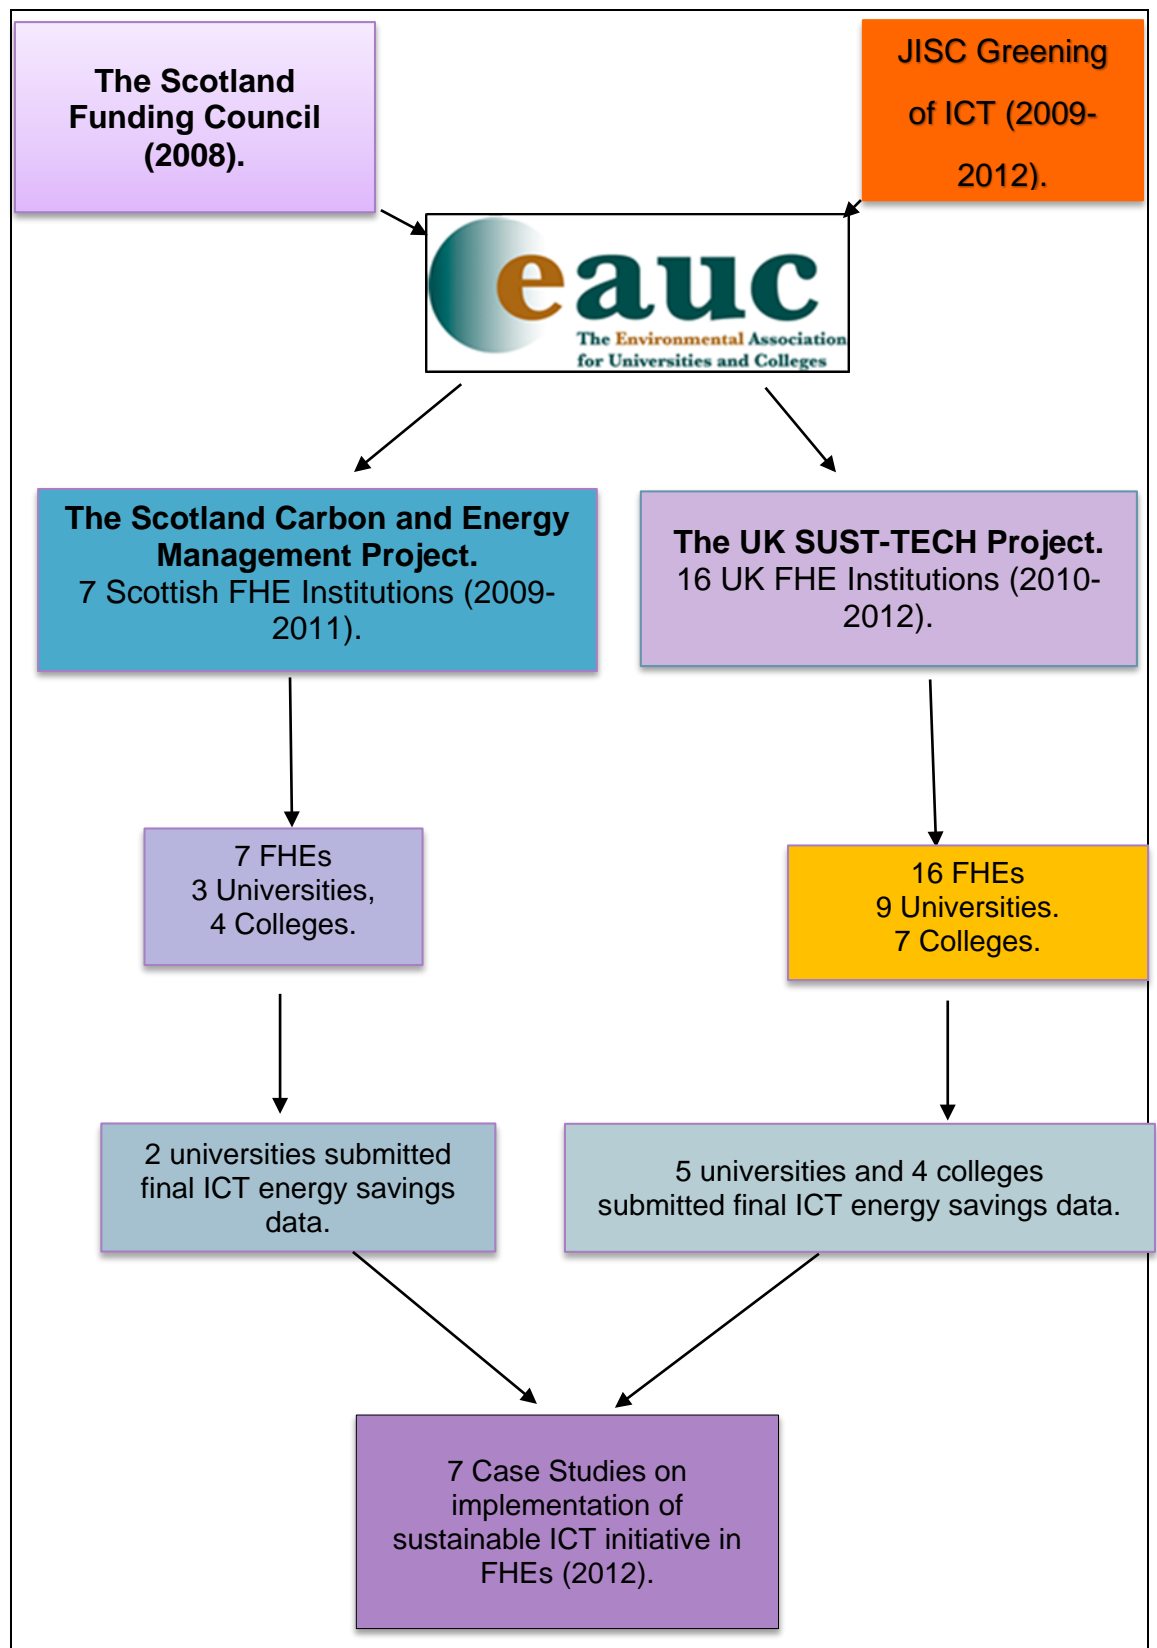 The Scotland
Funding Council
(2008).
JISC Greening
of ICT (2009-
2012).
eauc
The Environmental Association
for Universities and Colleges
The Scotland Carbon and Energy
Management Project.
7 Scottish FHE Institutions (2009-
2011).
The UK SUST-TECH Project.
16 UK FHE Institutions (2010-
2012).
7 FHEs
3 Universities,
4 Colleges.
16 FHEs
9 Universities.
7 Colleges.
2 universities submitted
final ICT energy savings
data.
5 universities and 4 colleges
submitted final ICT energy savings data.
7 Case Studies on
implementation of
sustainable ICT initiative in
FHEs (2012).